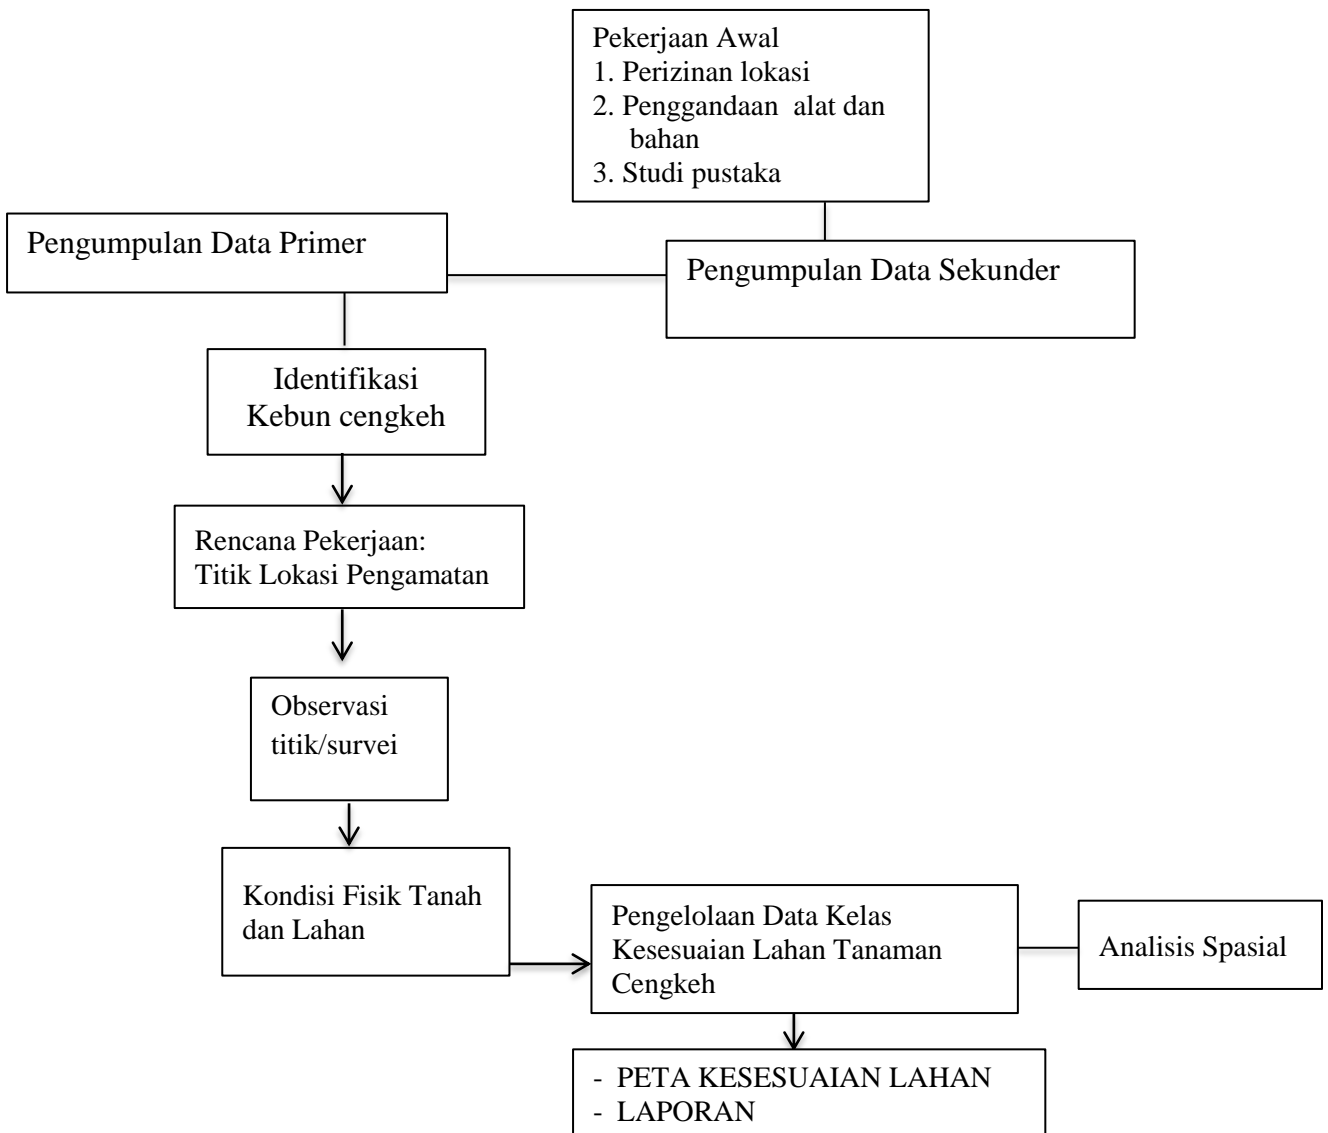 Pekerjaan Awal
1. Perizinan lokasi
2. Penggandaan alat dan
bahan
3. Studi pustaka
Pengumpulan Data Primer
Pengumpulan Data Sekunder
Identifikasi
Kebun cengkeh
Rencana Pekerjaan:
Titik Lokasi Pengamatan
Observasi
titik/survei
Kondisi Fisik Tanah
dan Lahan
Pengelolaan Data Kelas
Kesesuaian Lahan Tanaman
Cengkeh
Analisis Spasial
- PETA KESESUAIAN LAHAN
- LAPORAN